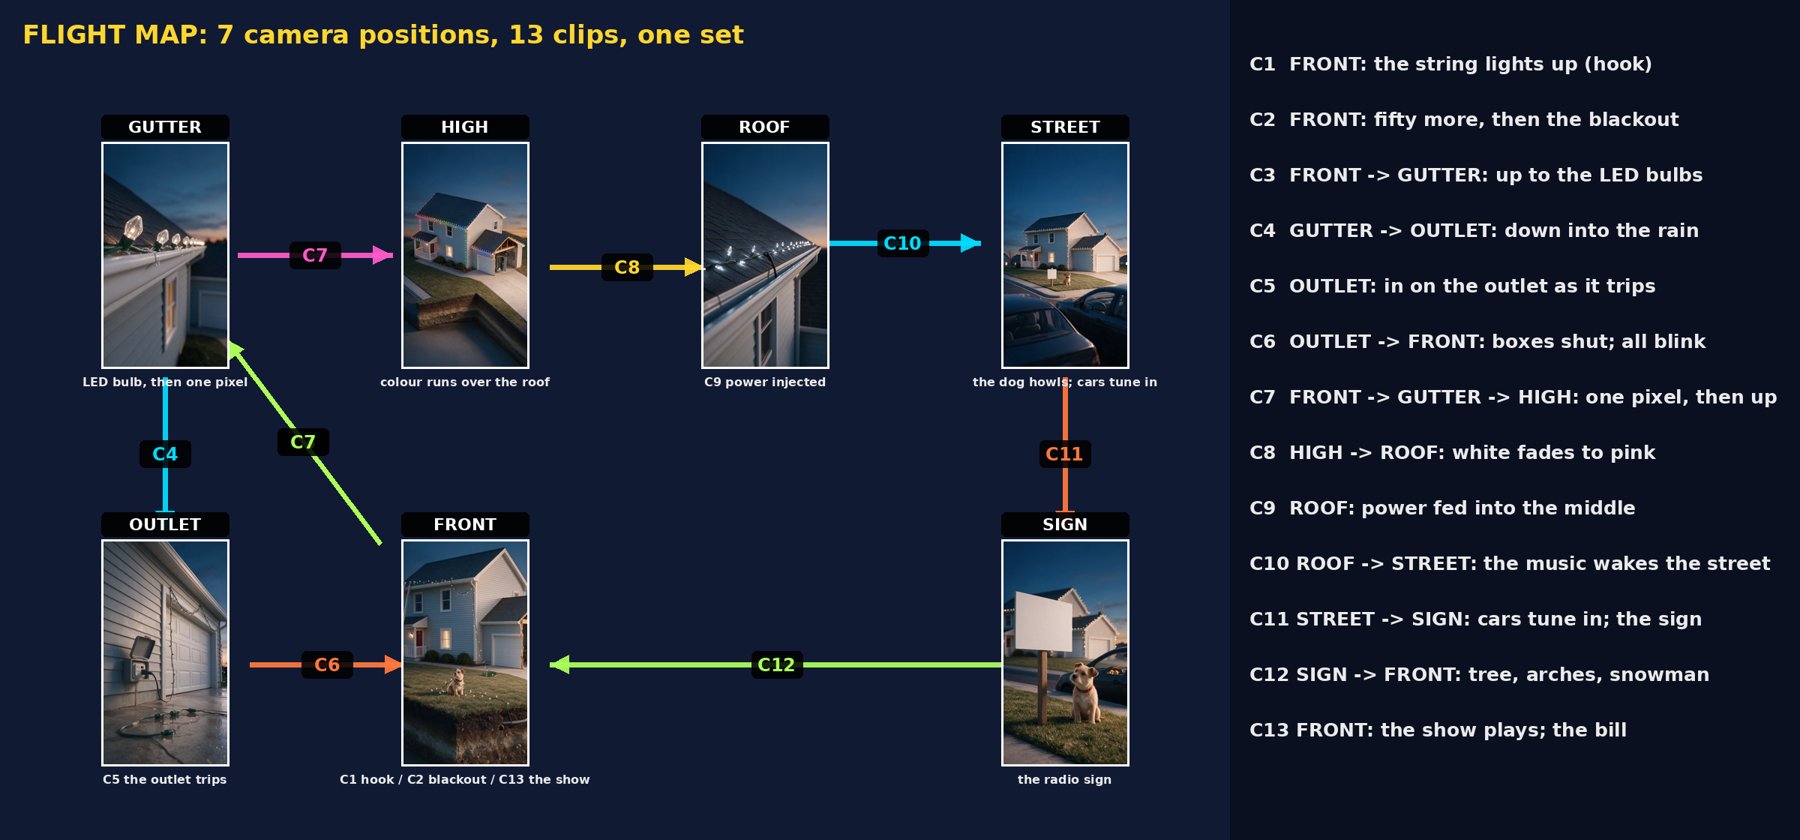 FLIGHT MAP: 7 camera positions, 13 clips, one set
GUTTER
HIGH
ROOF
STREET
C7
C8
C10
LED bulb, then one pixel
colour runs over the roof
C9 power injected
the dog howls; cars tune in
C4
C7
C11
OUTLET
FRONT
SIGN
C6
C12
C5 the outlet trips
C1 hook / C2 blackout / C13 the show
the radio sign
C1 FRONT: the string lights up (hook)
C2 FRONT: fifty more, then the blackout
C3 FRONT -> GUTTER: up to the LED bulbs
C4 GUTTER -> OUTLET: down into the rain
C5 OUTLET: in on the outlet as it trips
C6 OUTLET -> FRONT: boxes shut; all blink
C7 FRONT -> GUTTER -> HIGH: one pixel, then up
C8 HIGH -> ROOF: white fades to pink
C9 ROOF: power fed into the middle
C10 ROOF -> STREET: the music wakes the street
C11 STREET -> SIGN: cars tune in; the sign
C12 SIGN -> FRONT: tree, arches, snowman
C13 FRONT: the show plays; the bill